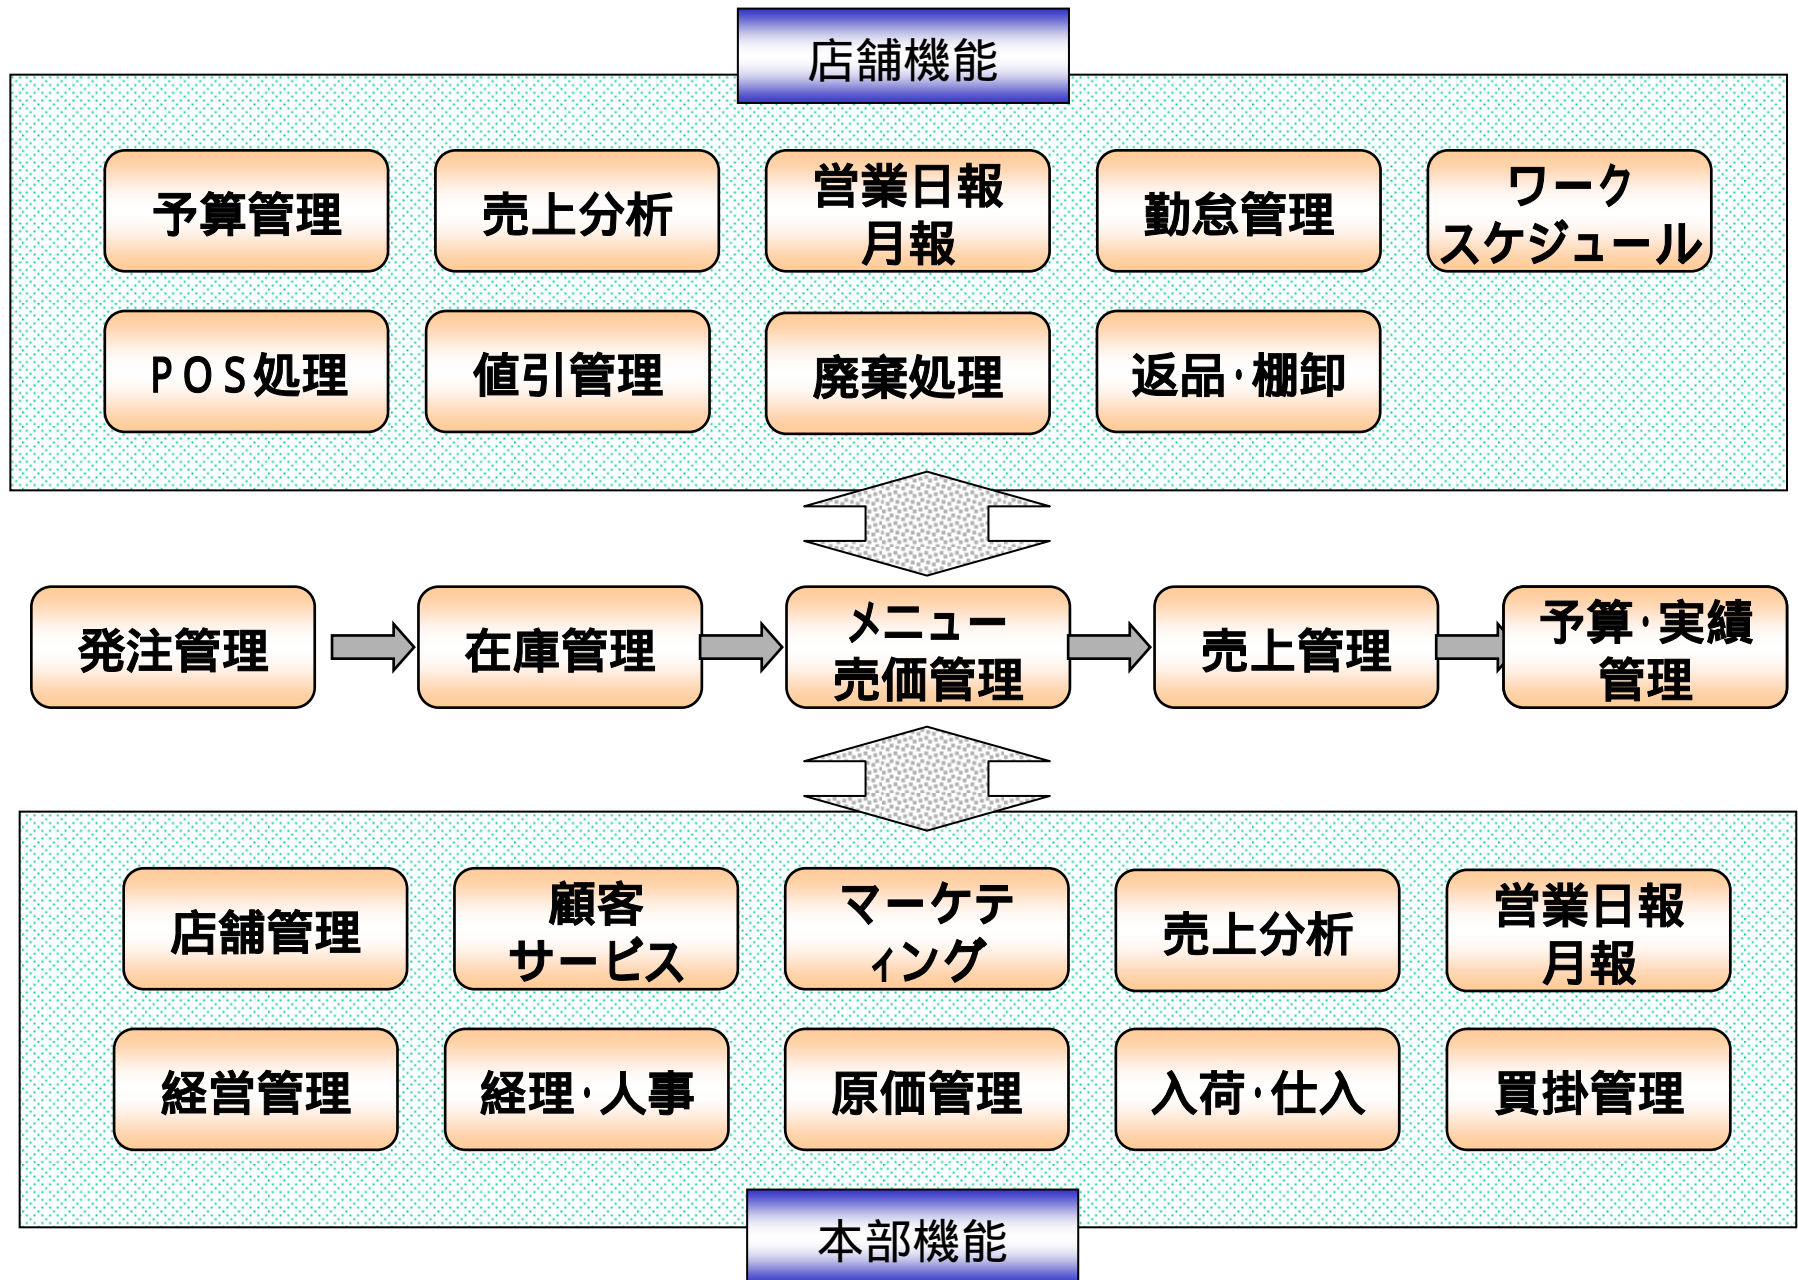 店舗機能
予算管理
売上分析
営業日報
月報
勤怠管理
ワーク
スケジュール
ＰＯＳ処理
値引管理
廃棄処理
返品・棚卸
発注管理
在庫管理
メニュー
売価管理
売上管理
予算・実績
管理
店舗管理
顧客
サービス
マーケテ
ィング
売上分析
営業日報
月報
経営管理
経理・人事
原価管理
入荷・仕入
買掛管理
本部機能